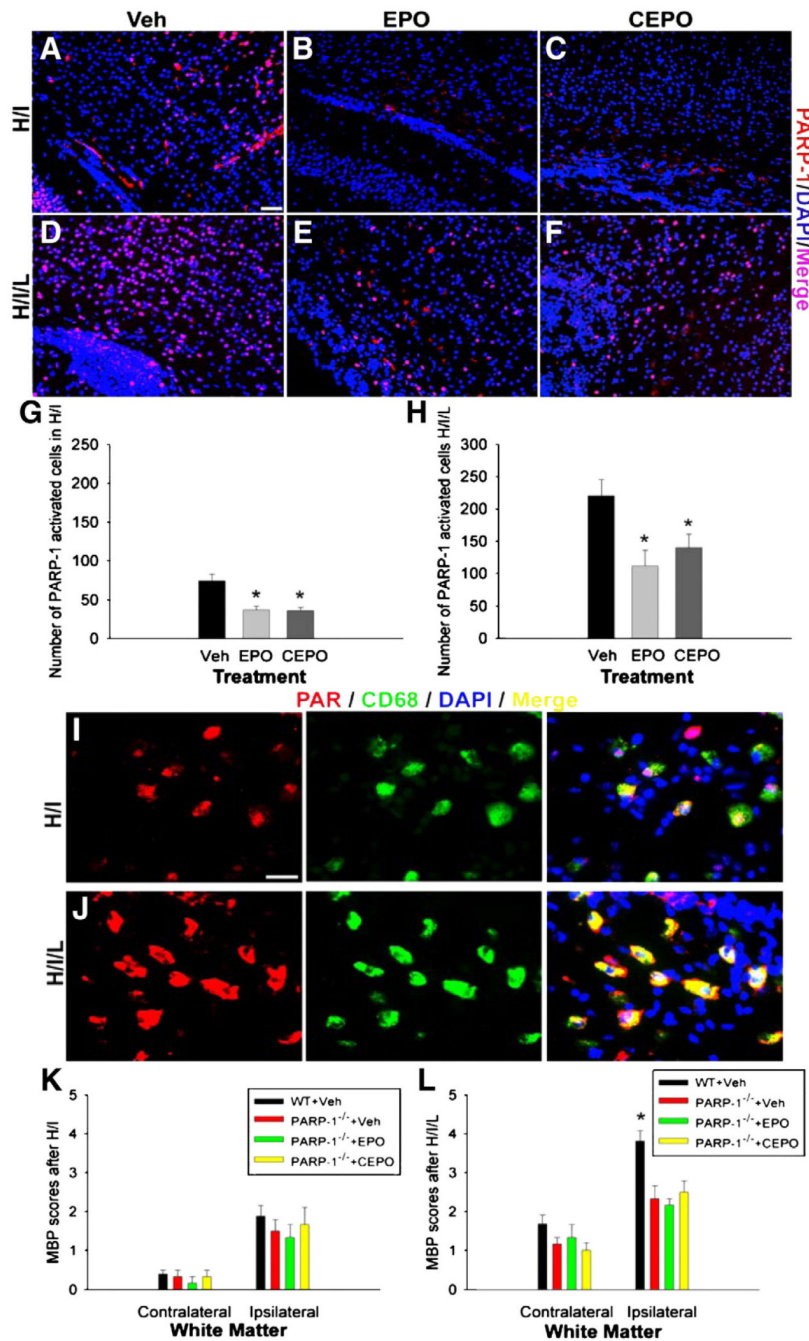 Veh EPO CEPO
A B C
H/I
PARP-1/DAPI/Merge
D E F
H/I/L
G
Number of PARP-1 activated cells in H/I
250
200
150
100
50
0
* *
Veh EPO CEPO
Treatment
H
Number of PARP-1 activated cells H/I/L
300
250
200
150
100
50
0
* *
Veh EPO CEPO
Treatment
PAR / CD68 / DAPI / Merge
I
H/I
J
H/I/L
K
MBP scores after H/I
5
4
3
2
1
0
WT+Veh
PARP-1-/-+Veh
PARP-1-/-+EPO
PARP-1-/-+CEPO
Contralateral Ipsilateral
White Matter
L
MBP scores after H/I/L
5
4
3
2
1
0
WT+Veh
PARP-1-/-+Veh
PARP-1-/-+EPO
PARP-1-/-+CEPO
*
Contralateral Ipsilateral
White Matter